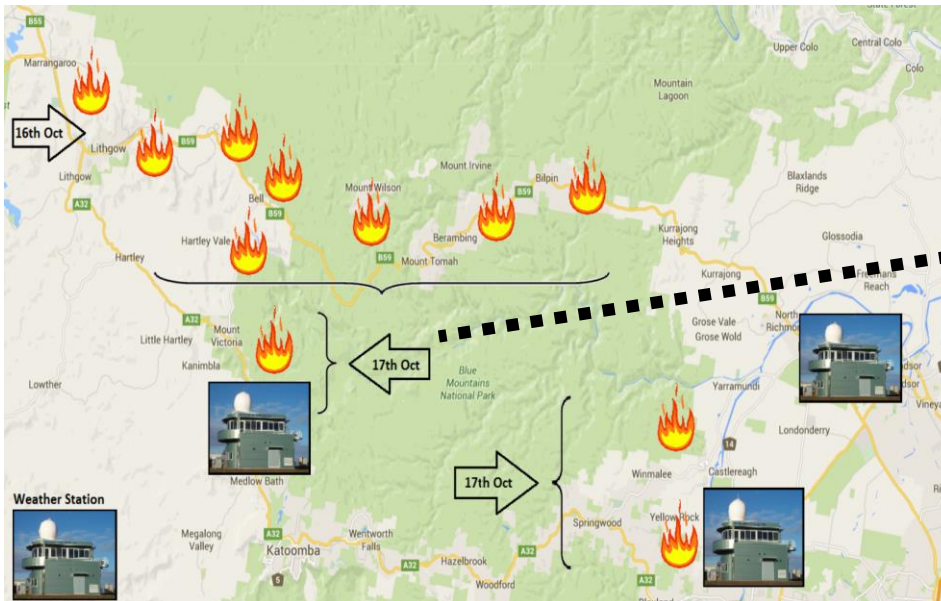 State Forest
B55
Marrangaroo
Upper Colo
Central Colo
Colo
Mountain
Lagoon
16th Oct
Lithgow
B59
Lithgow
Mount Irvine
Bilpin
B59
Mount Wilson
Blaxlands
Ridge
A32
Bell
B59
Hartley Vale
Berambing
Kurrajong
Heights
Glossodia
Hartley
B59
Mount Tomah
Kurrajong
Freemans
Reach
B59
A32
Mount
Victoria
Little Hartley
Grose Vale
Grose Wold
North
Richmond
Kanimbla
17th Oct
Blue
Mountains
National Park
Lowther
Yarramundi
Londonderry
14
Winmalee
Castlereagh
Medlow Bath
17th Oct
Weather Station
Springwood
Yellow Rock
Megalong
Valley
A32
Wentworth
Falls
Katoomba
A32
Hazelbrook
A32
A32
5
Woodford